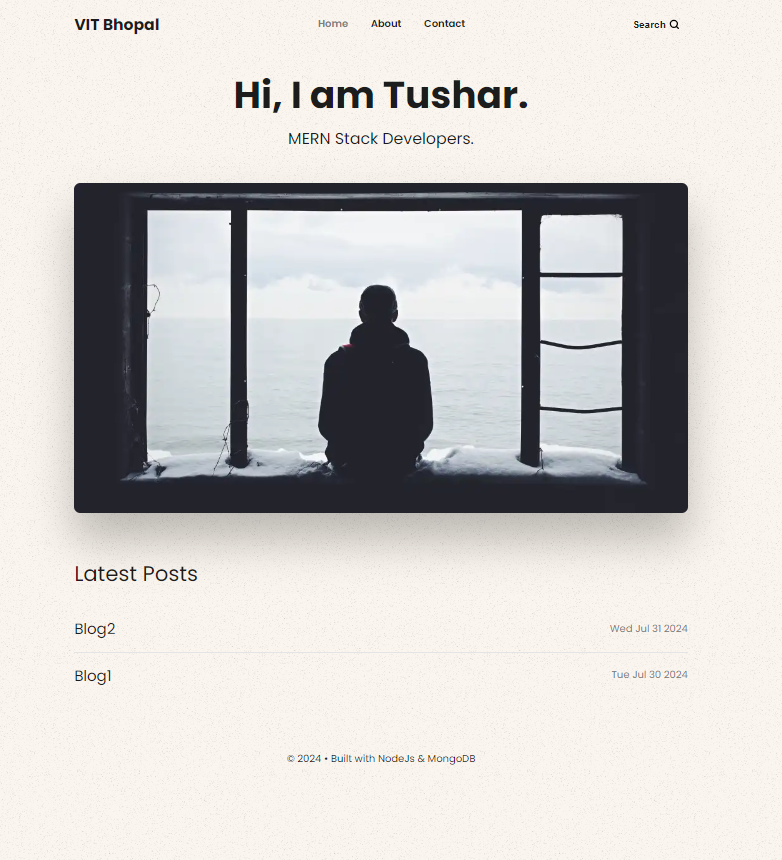 VIT Bhopal Home About Contact Search
Hi, I am Tushar.
MERN Stack Developers.
Latest Posts
Blog2 Wed Jul 31 2024
Blog1 Tue Jul 30 2024
© 2024 • Built with NodeJs & MongoDB